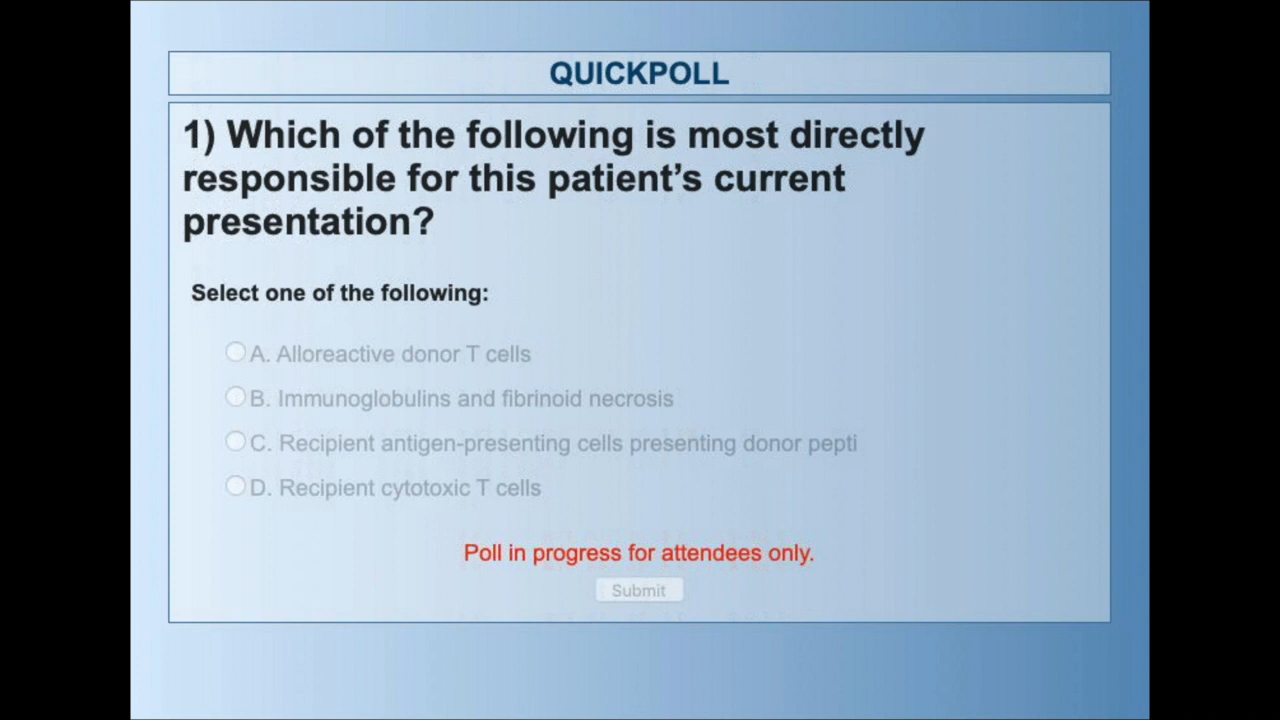 QUICKPOLL
1) Which of the following is most directly
responsible for this patient’s current
presentation?
Select one of the following:
A. Alloreactive donor T cells
B. Immunoglobulins and fibrinoid necrosis
C. Recipient antigen-presenting cells presenting donor pepti
D. Recipient cytotoxic T cells
Poll in progress for attendees only.
Submit